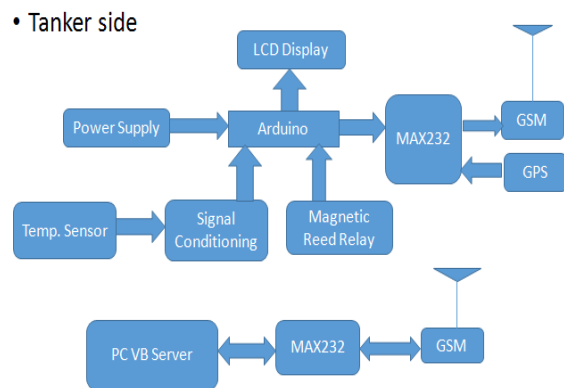 • Tanker side
LCD Display
Power Supply
Arduino
MAX232
GSM
GPS
Temp. Sensor
Signal
Conditioning
Magnetic
Reed Relay
PC VB Server
MAX232
GSM